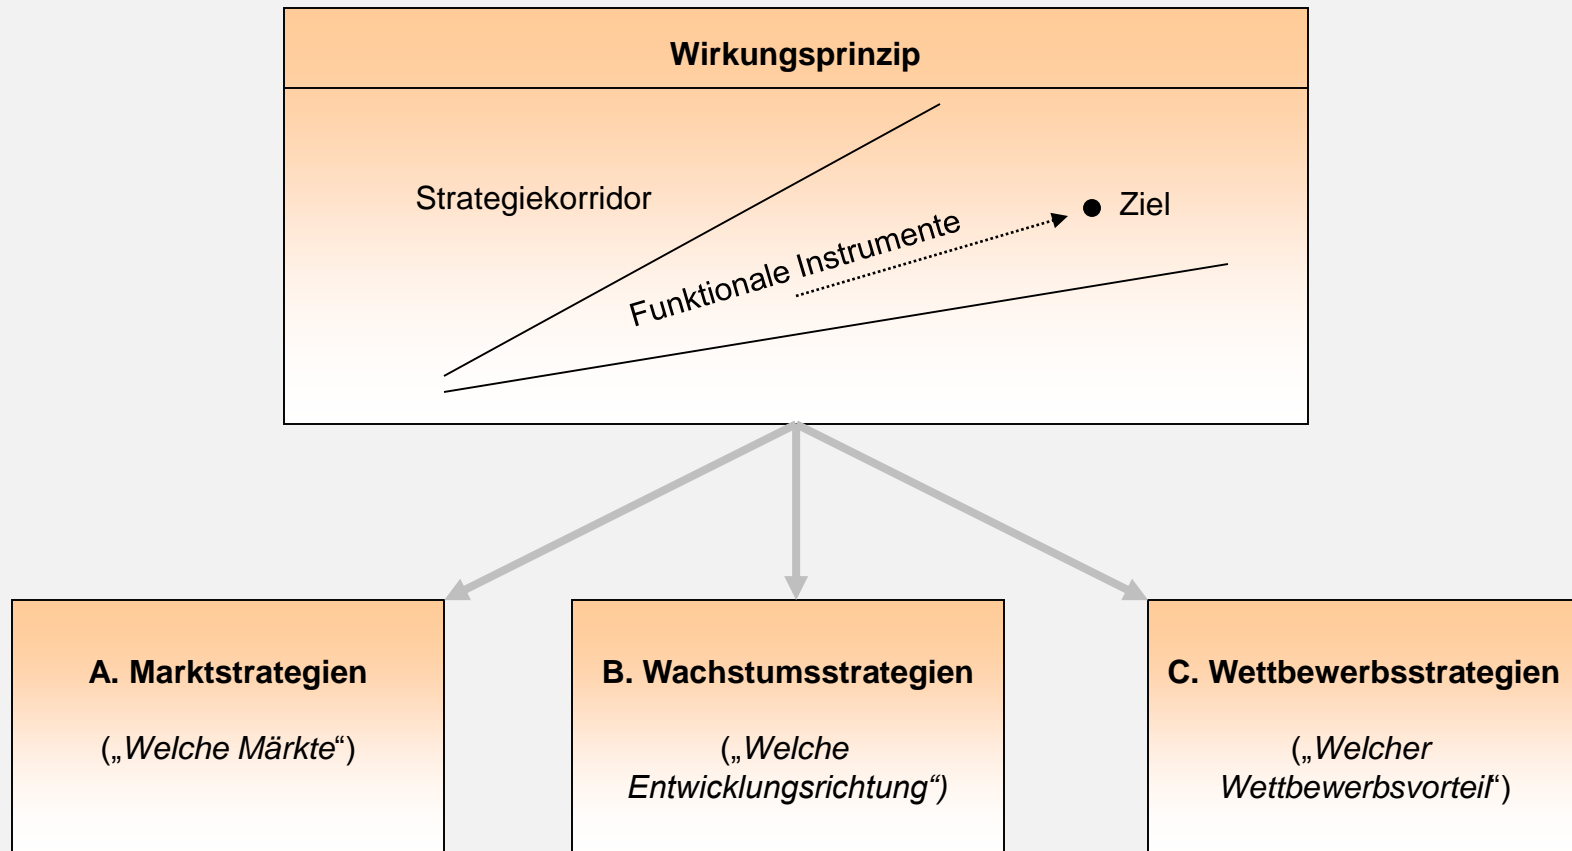 Wirkungsprinzip
Strategiekorridor
Funktionale Instrumente
Ziel
A. Marktstrategien
(„Welche Märkte“)
B. Wachstumsstrategien
(„Welche
Entwicklungsrichtung“)
C. Wettbewerbsstrategien
(„Welcher
Wettbewerbsvorteil“)